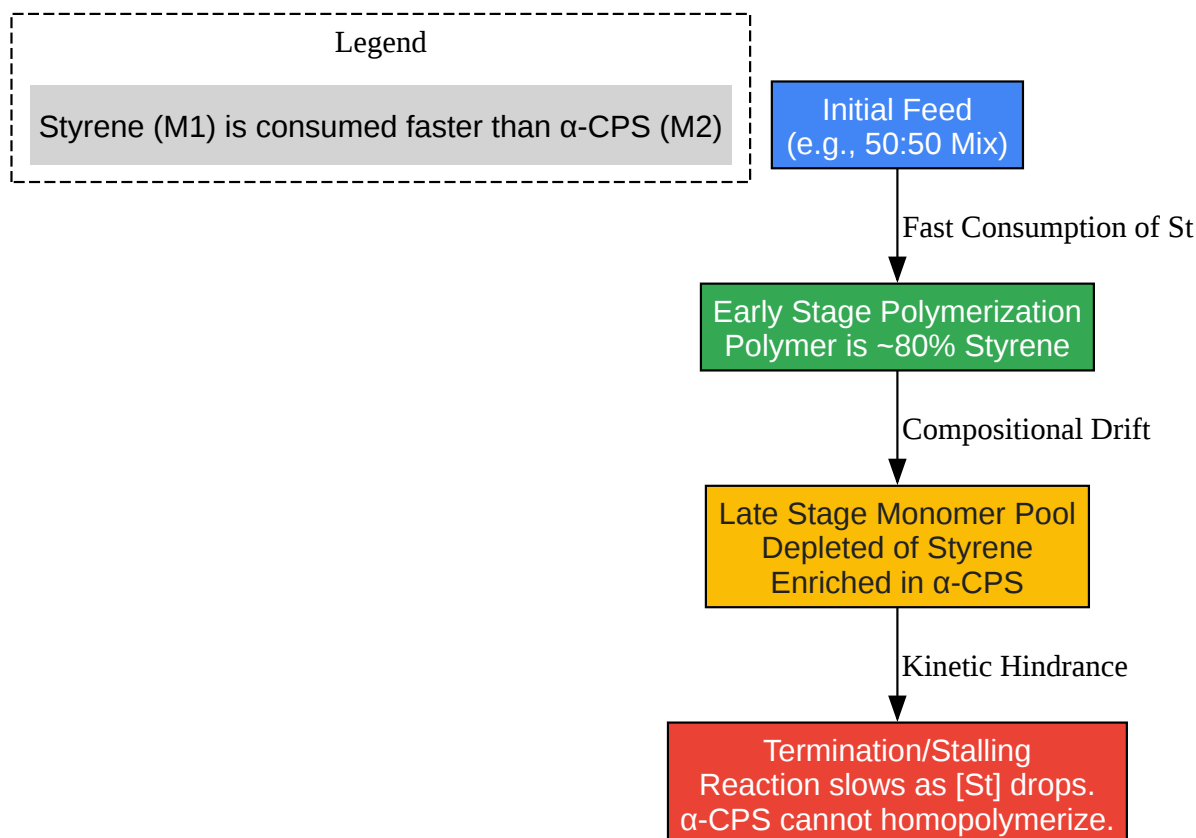 Legend
Styrene (M1) is consumed faster than α-CPS (M2)
Initial Feed
(e.g., 50:50 Mix)
Fast Consumption of St
Early Stage Polymerization
Polymer is ~80% Styrene
Compositional Drift
Late Stage Monomer Pool
Depleted of Styrene
Enriched in α-CPS
Kinetic Hindrance
Termination/Stalling
Reaction slows as [St] drops.
α-CPS cannot homopolymerize.